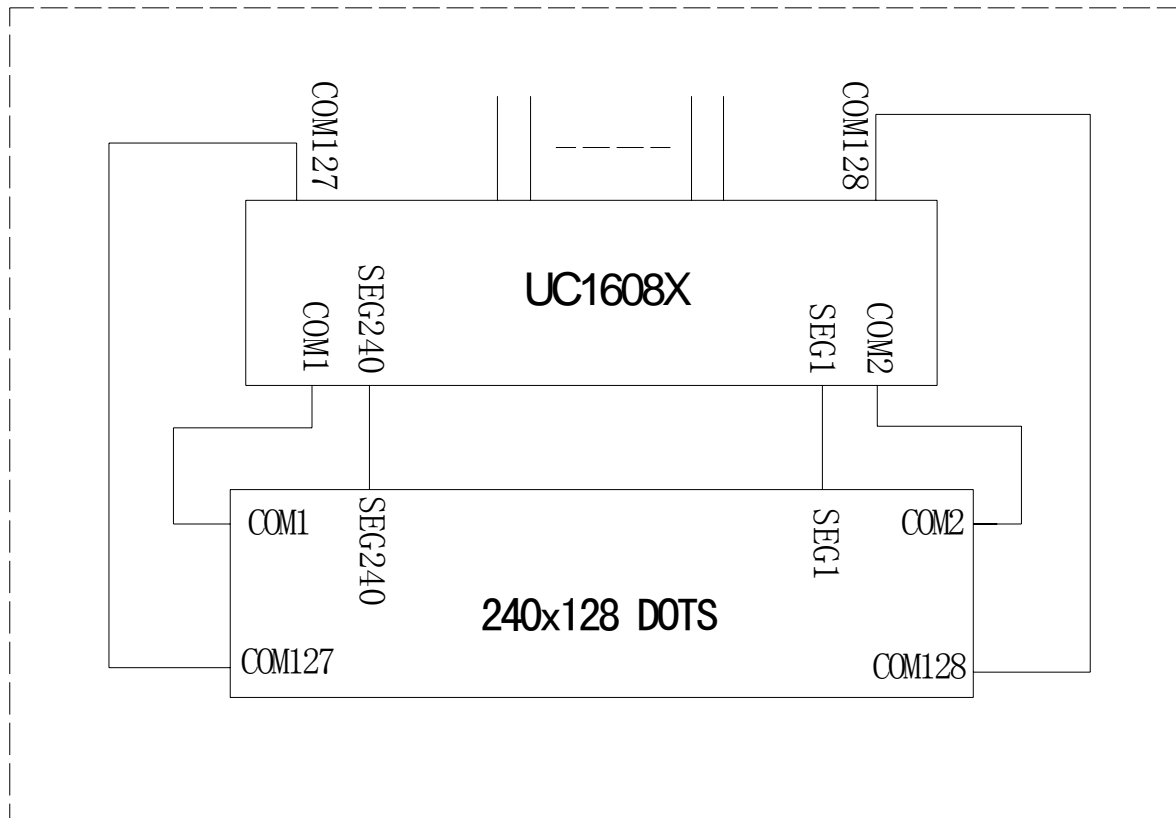 COM127
COM128
UC1608X
COM1
SEG240
SEG1
COM2
COM1
SEG240
SEG1
COM2
240x128 DOTS
COM127
COM128